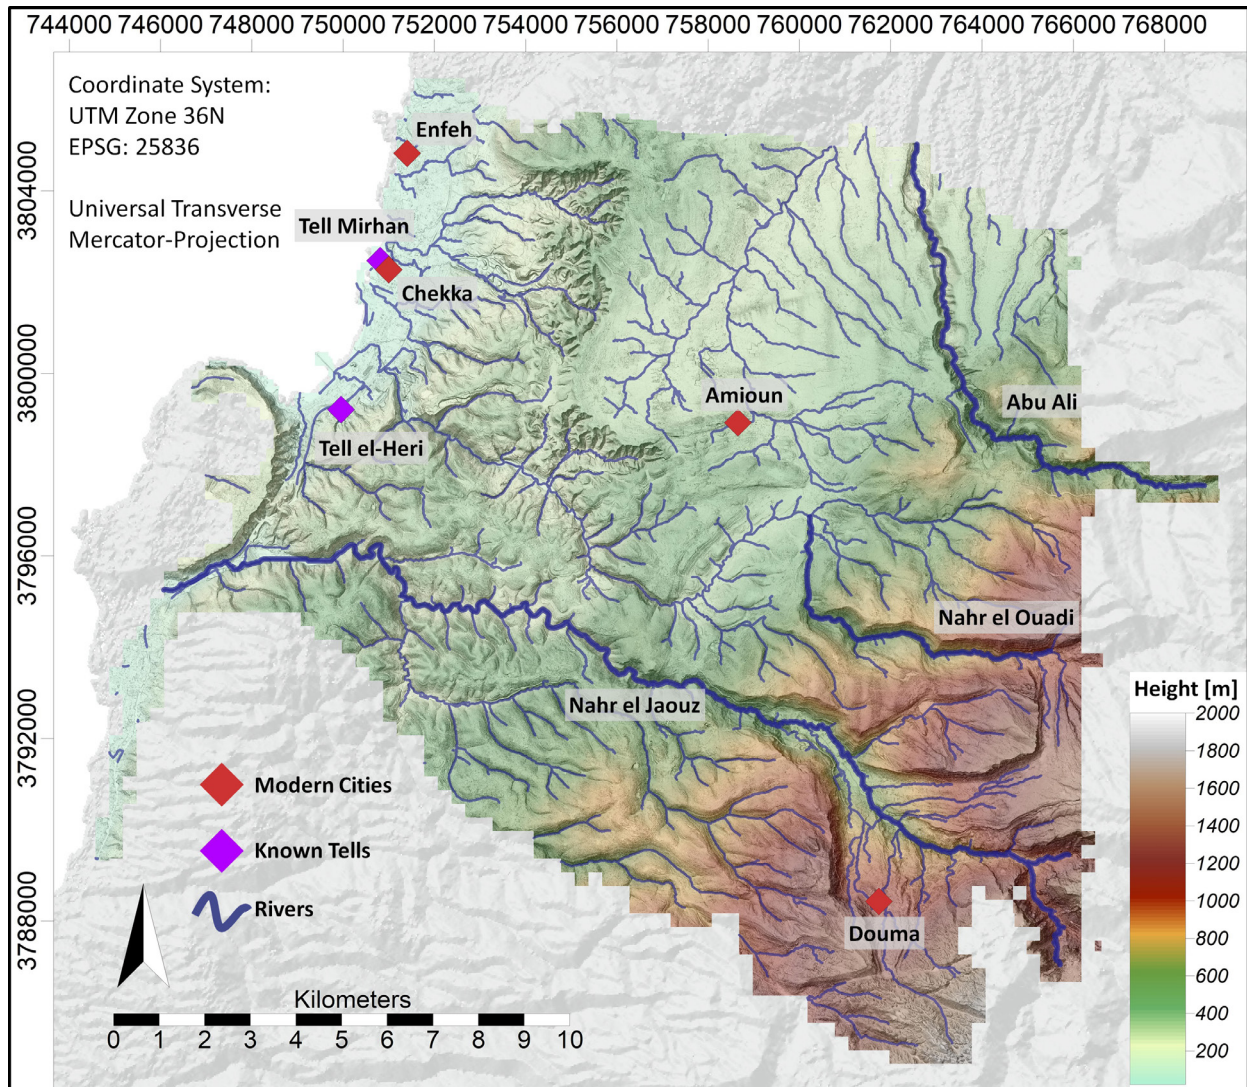 744000 746000 748000 750000 752000 754000 756000 758000 760000 762000 764000 766000 768000
Coordinate System:
UTM Zone 36N
EPSG: 25836
Universal Transverse
Mercator-Projection
3804000
3800000
3796000
3792000
3788000
Enfeh
Tell Mirhan
Chekka
Amioun
Abu Ali
Tell el-Heri
Nahr el Ouadi
Nahr el Jaouz
Douma
Modern Cities
Known Tells
Rivers
Kilometers
0 1 2 3 4 5 6 7 8 9 10
Height [m]
2000
1800
1600
1400
1200
1000
800
600
400
200